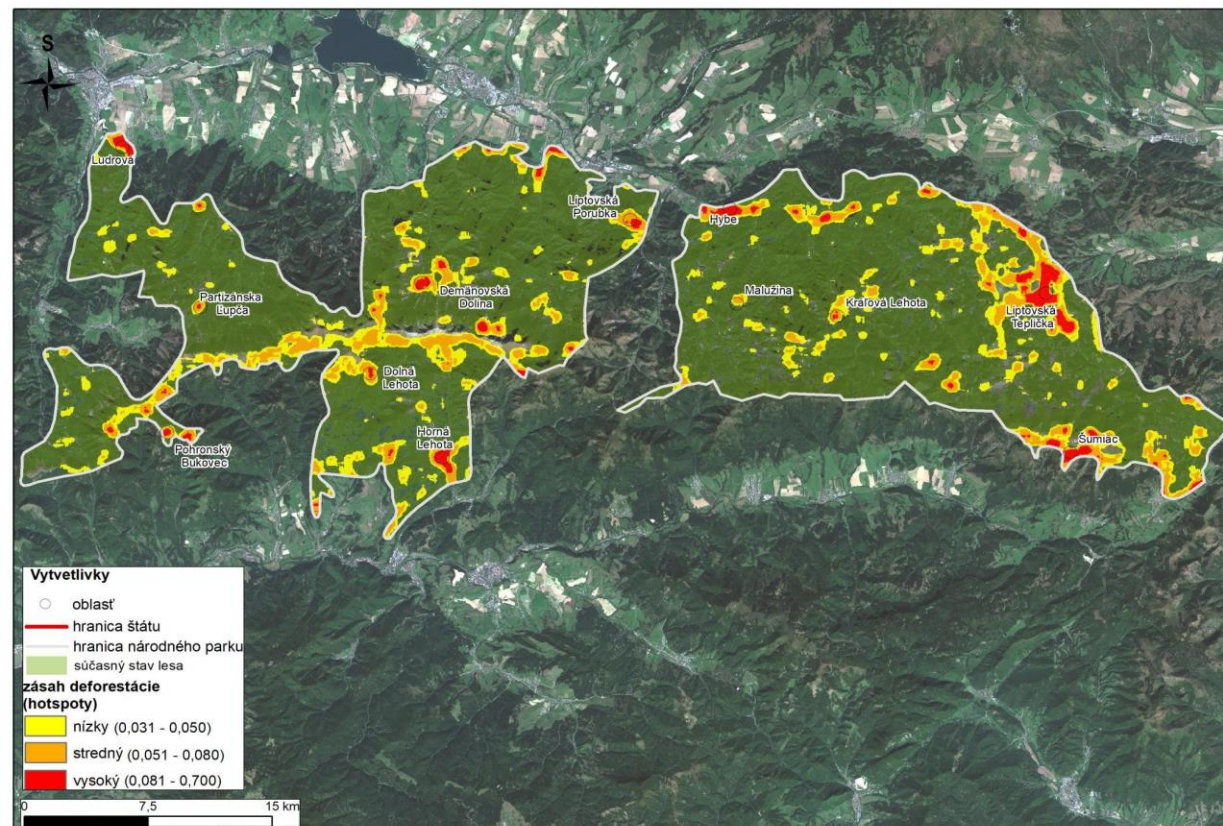 S
Ludrová
Liptovská
Porubka
Hybe
Partizánska
Ľupča
Demänovská
Dolina
Malužina
Kráľová Lehota
Liptovská
Teplička
Dolná
Lehota
Horná
Lehota
Pohronský
Bukovec
Šumiac
Vytvetlivky
oblasť
hranica štátu
hranica národného parku
súčasný stav lesa
zásah deforestácie
(hotspoty)
nízky (0,031 - 0,050)
stredný (0,051 - 0,080)
vysoký (0,081 - 0,700)
0 7,5 15 km